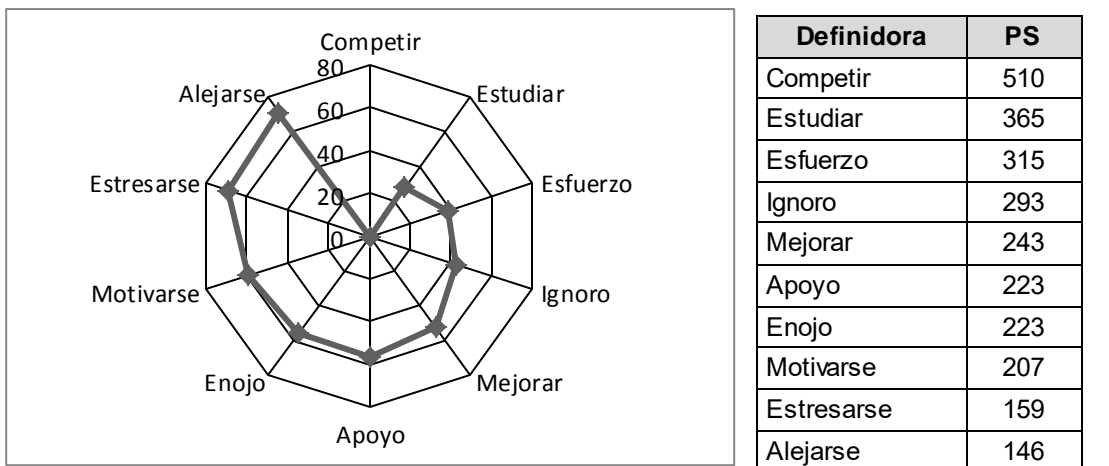 Competir
80
60
40
20
0
Estudiar
Esfuerzo
Ignoro
Mejorar
Apoyo
Enojo
Motivarse
Estresarse
Alejarse
Definidora PS
Competir 510
Estudiar 365
Esfuerzo 315
Ignoro 293
Mejorar 243
Apoyo 223
Enojo 223
Motivarse 207
Estresarse 159
Alejarse 146